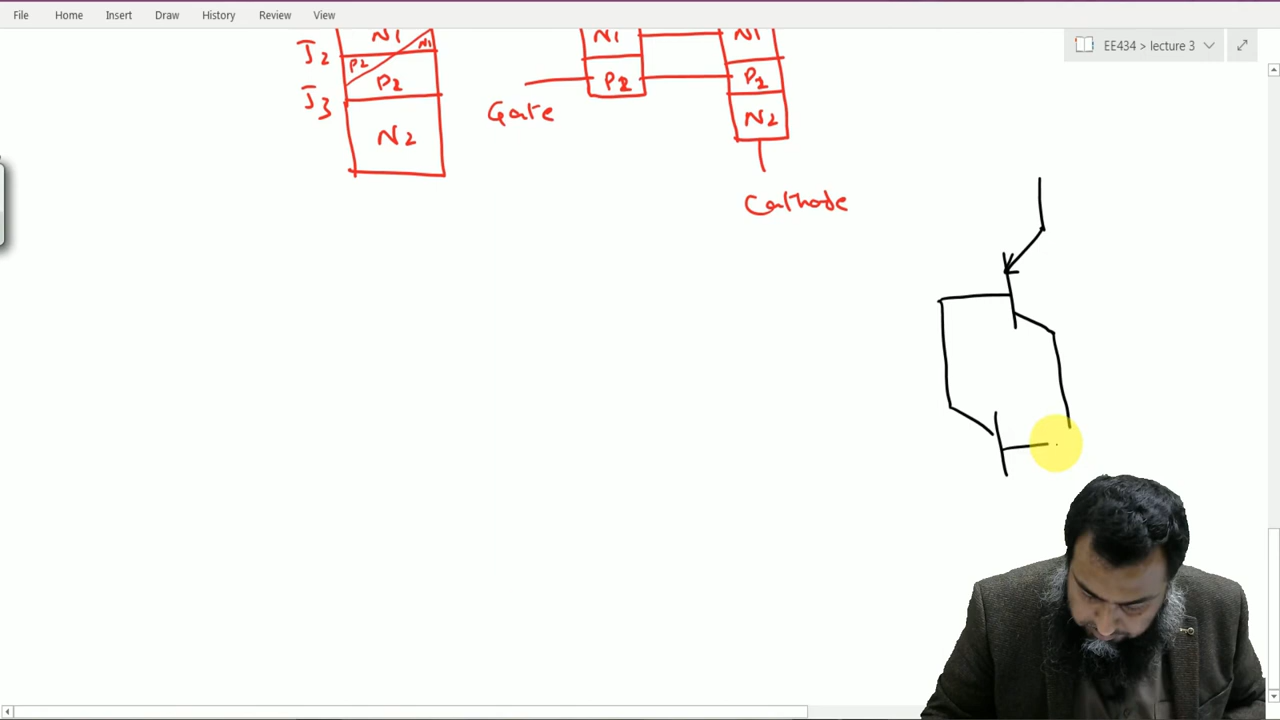 File Home Insert Draw History Review View
EE434 > lecture 3
N1 N1 N1
J2 N1
P2
P2 P2 P2
J3
Gate N2
N2
Cathode